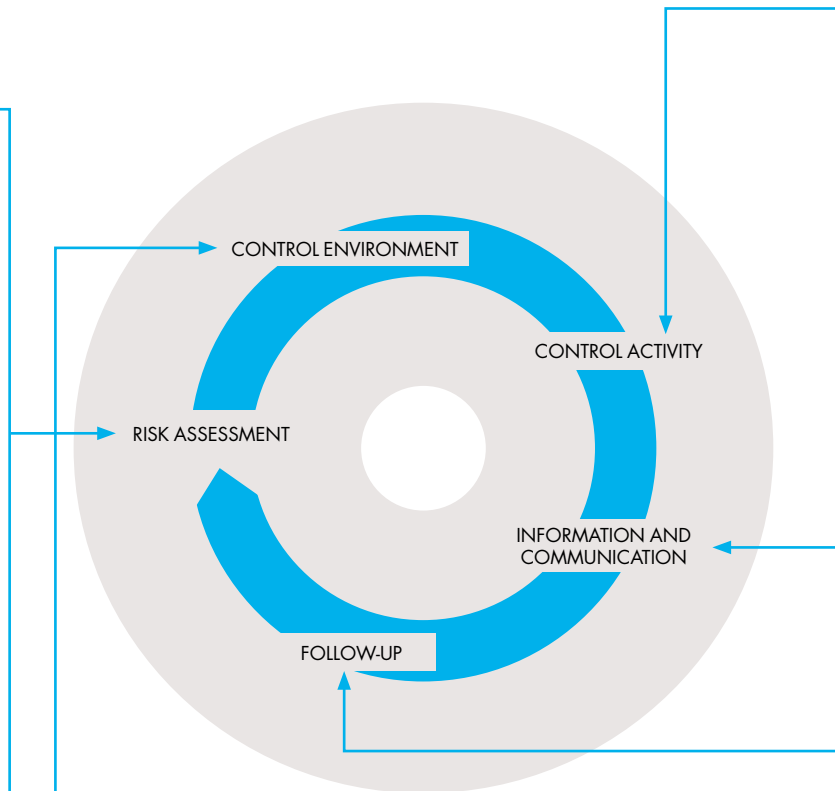 CONTROL ENVIRONMENT
CONTROL ACTIVITY
RISK ASSESSMENT
INFORMATION AND
COMMUNICATION
FOLLOW-UP